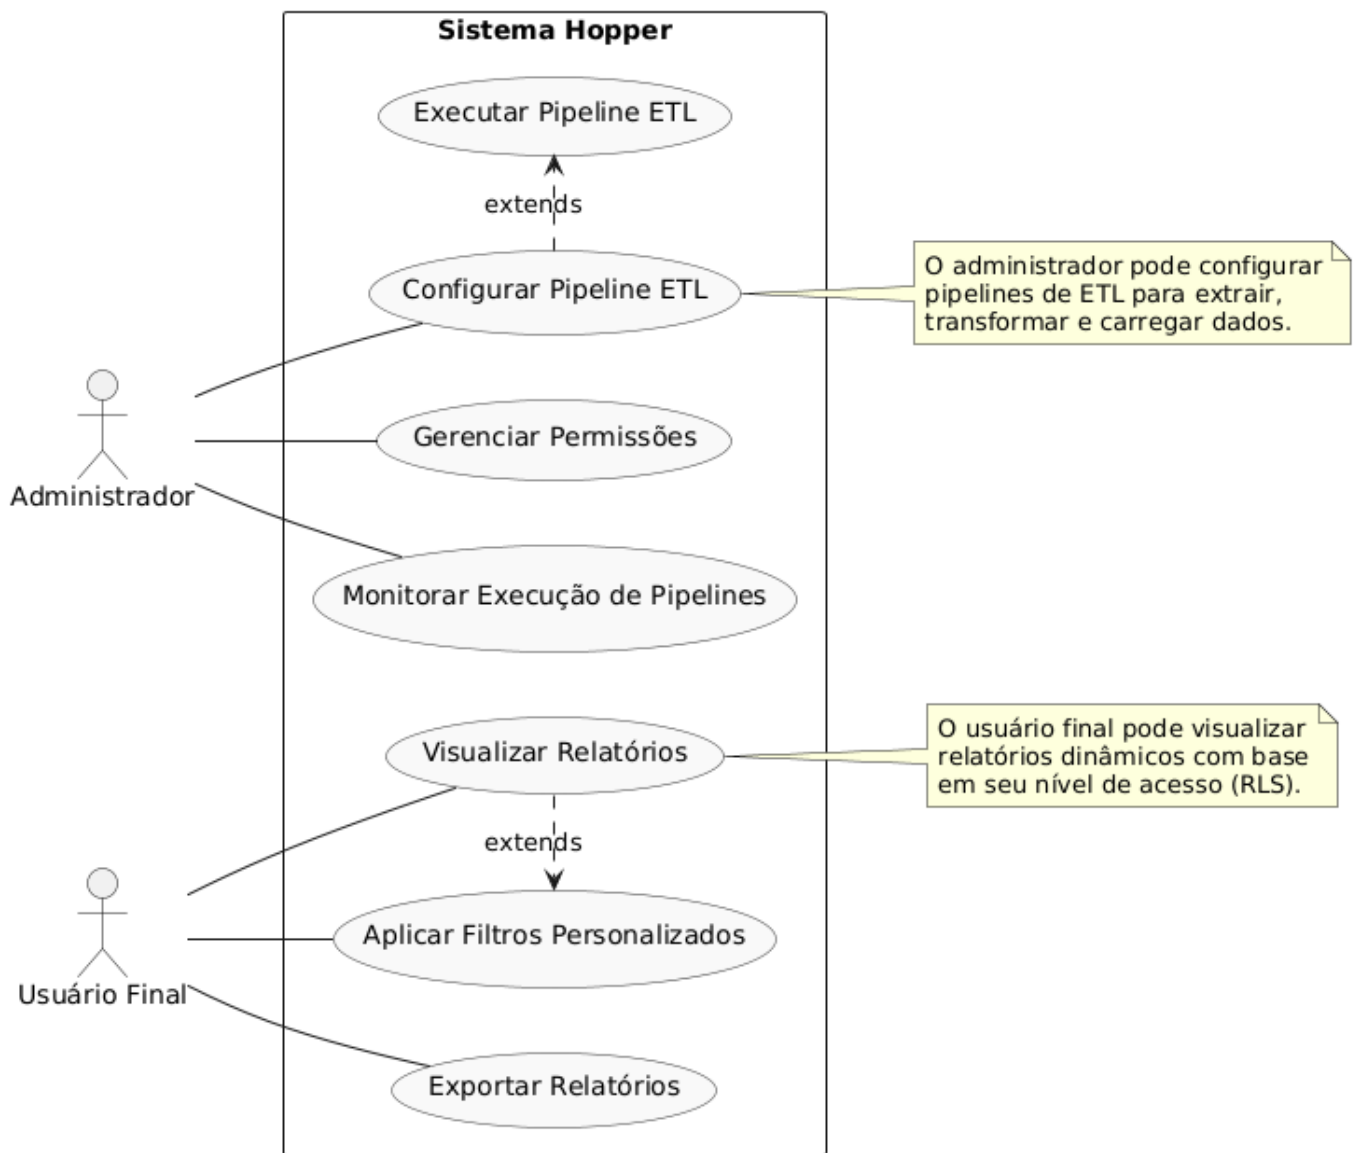 Sistema Hopper
Executar Pipeline ETL
extends
Configurar Pipeline ETL
O administrador pode configurar
pipelines de ETL para extrair,
transformar e carregar dados.
Gerenciar Permissões
Administrador
Monitorar Execução de Pipelines
Visualizar Relatórios
O usuário final pode visualizar
relatórios dinâmicos com base
em seu nível de acesso (RLS).
extends
Aplicar Filtros Personalizados
Usuário Final
Exportar Relatórios